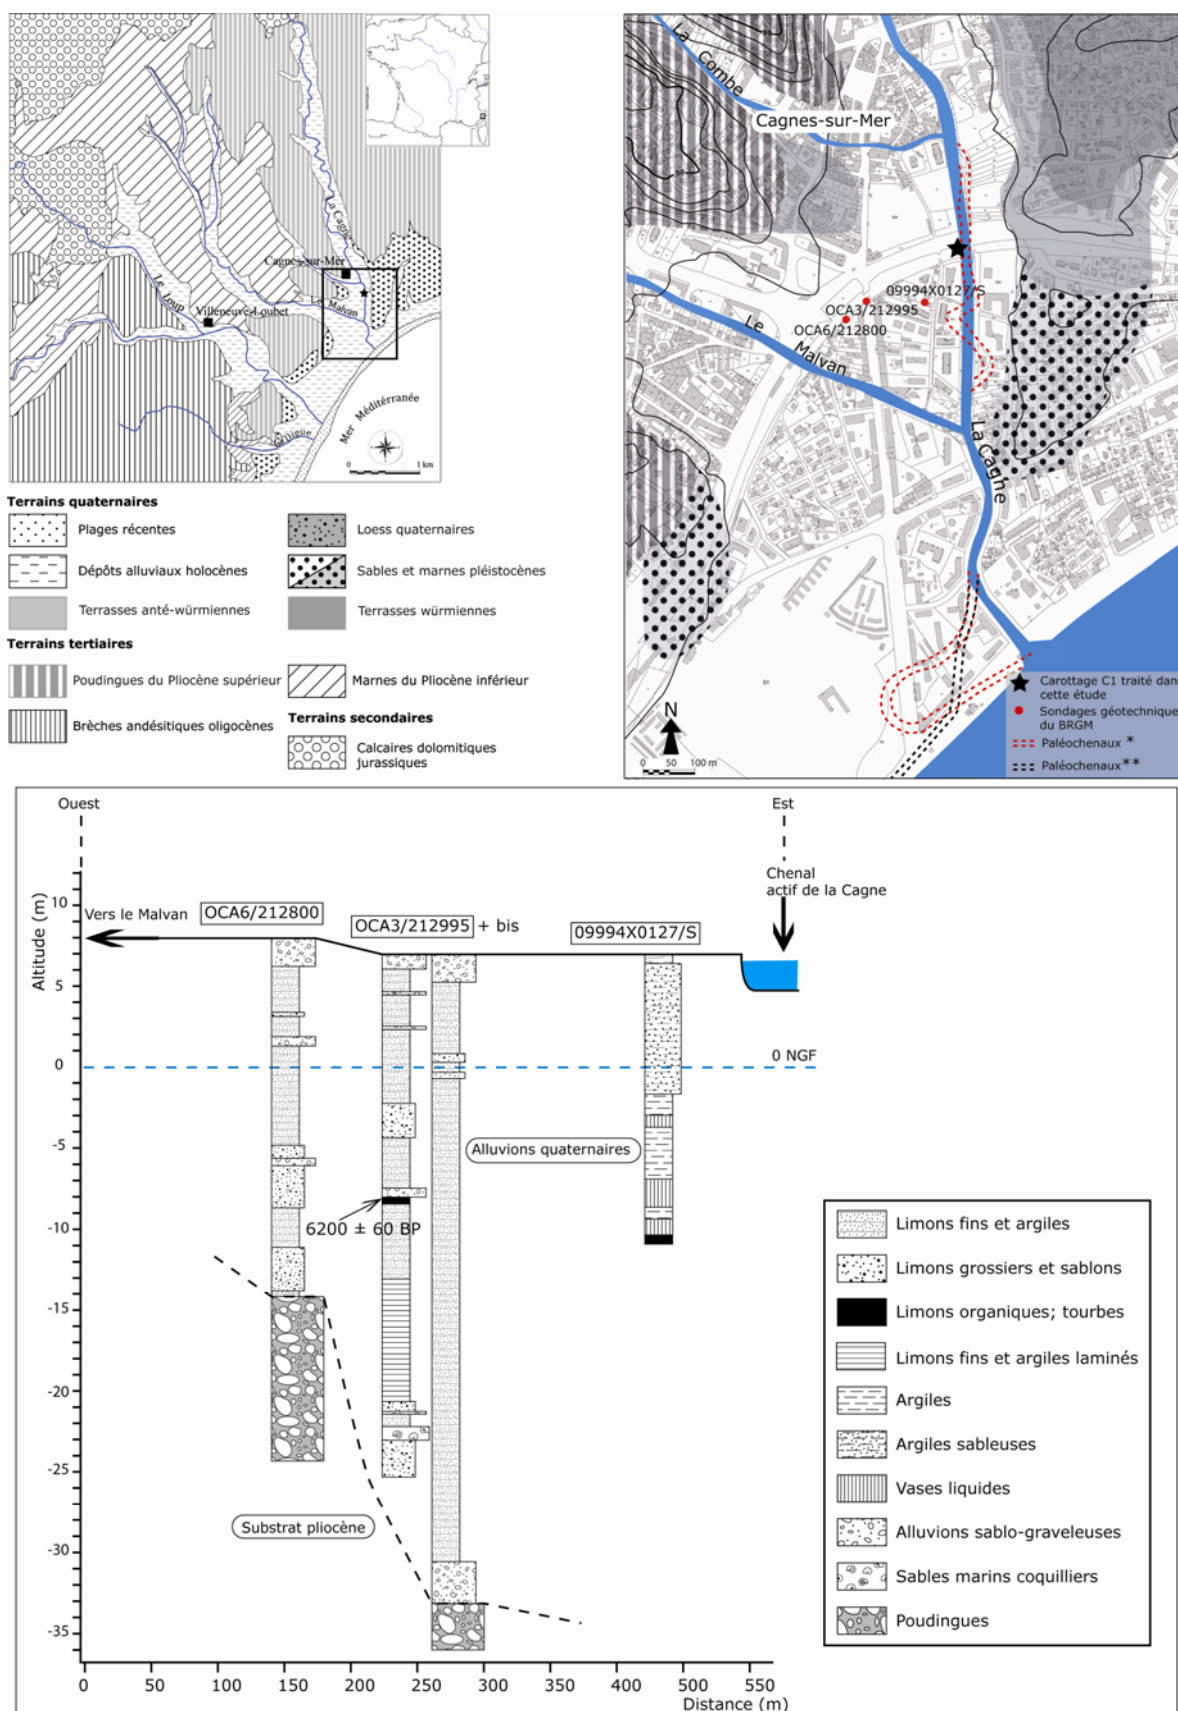 La Cagne
Cagnes-sur-Mer
Le Loup
Le Malvan
Villeneuve-Loubet
Mer Méditérranée
0 1 km
La Combe
Cagnes-sur-Mer
09994X0127/S
OCA3/212995
OCA6/212800
Le Malvan
La Cagne
50
N
0 50 100 m
Carottage C1 traité dan
cette étude
Sondages géotechnique
du BRGM
Paléochenaux *
Paléochenaux**
Terrains quaternaires
Plages récentes
Loess quaternaires
Dépôts alluviaux holocènes
Sables et marnes pléistocènes
Terrasses anté-würmiennes
Terrasses würmiennes
Terrains tertiaires
Poudingues du Pliocène supérieur
Marnes du Pliocène inférieur
Brèches andésitiques oligocènes
Terrains secondaires
Calcaires dolomitiques
jurassiques
Ouest
Est
Chenal
actif de la Cagne
Vers le Malvan
OCA6/212800
OCA3/212995 + bis
09994X0127/S
Altitude (m)
10
5
0
-5
-10
-15
-20
-25
-30
-35
0 NGF
Alluvions quaternaires
6200 ± 60 BP
Substrat pliocène
Limons fins et argiles
Limons grossiers et sablons
Limons organiques; tourbes
Limons fins et argiles laminés
Argiles
Argiles sableuses
Vases liquides
Alluvions sablo-graveleuses
Sables marins coquilliers
Poudingues
0 50 100 150 200 250 300 350 400 450 500 550
Distance (m)